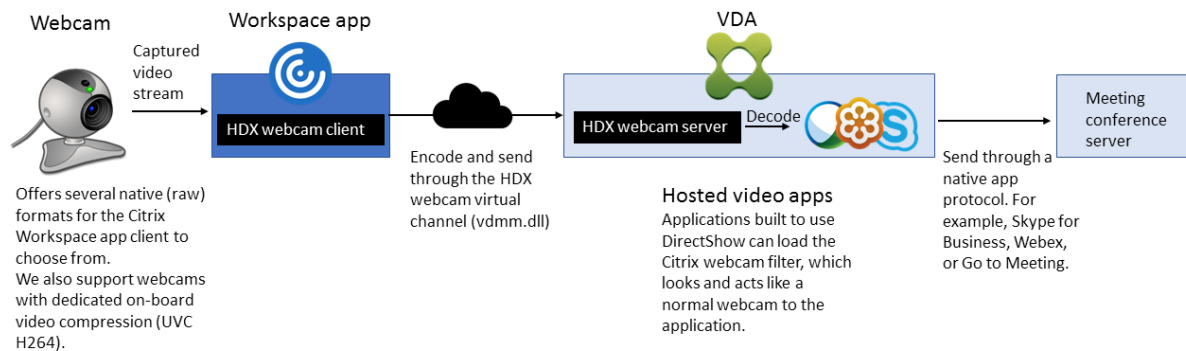 Webcam
Captured
video
stream
Offers several native (raw)
formats for the Citrix
Workspace app client to
choose from.
We also support webcams
with dedicated on-board
video compression (UVC
H264).
Workspace app
HDX webcam client
Encode and send
through the HDX
webcam virtual
channel (vdmm.dll)
VDA
HDX webcam server
Decode
S
Hosted video apps
Applications built to use
DirectShow can load the
Citrix webcam filter, which
looks and acts like a
normal webcam to the
application.
Send through a
native app
protocol. For
example, Skype for
Business, Webex,
or Go to Meeting.
Meeting
conference
server